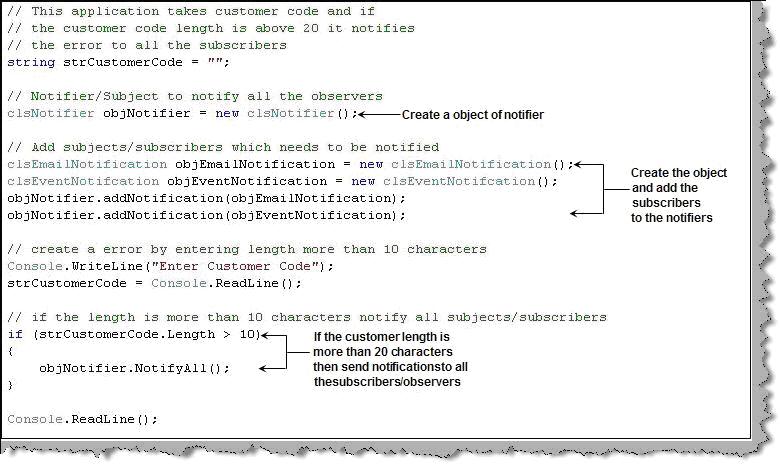 // This application takes customer code and if
// the customer code length is above 20 it notifies
// the error to all the subscribers
string strCustomerCode = "";
// Notifier/Subject to notify all the observers
clsNotifier objNotifier = new clsNotifier();
Create a object of notifier
// Add subjects/subscribers which needs to be notified
clsEmailNotification objEmailNotification = new clsEmailNotification();
clsEventNotifcation objEventNotification = new clsEventNotifcation();
objNotifier.addNotification(objEmailNotification);
objNotifier.addNotification(objEventNotification);
Create the object
and add the
subscribers
to the notifiers
// create a error by entering length more than 10 characters
Console.WriteLine("Enter Customer Code");
strCustomerCode = Console.ReadLine();
// if the length is more than 10 characters notify all subjects/subscribers
if (strCustomerCode.Length > 10)
{
objNotifier.NotifyAll();
}
If the customer length is
more than 20 characters
then send notificationsto all
thesubscribers/observers
Console.ReadLine();